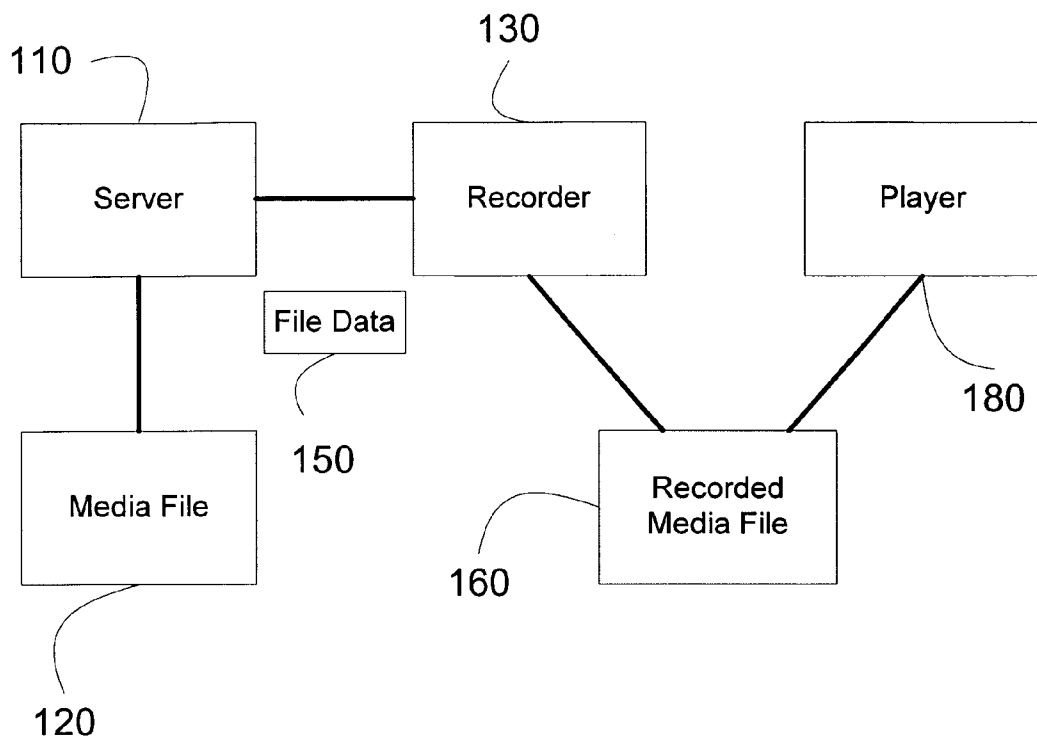 110
130
Server
Recorder
Player
File Data
150
180
Media File
Recorded
Media File
160
120